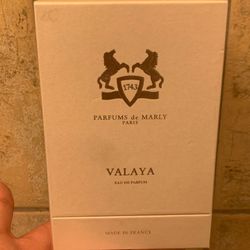 1743
PARFUMS de MARLY
PARIS
VALAYA
EAU DE PARFUM
MADE IN FRANCE